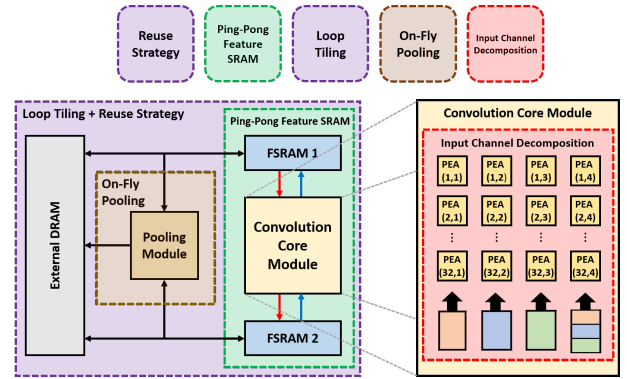 Reuse
Strategy
Ping-Pong
Feature
SRAM
Loop
Tiling
On-Fly
Pooling
Input Channel
Decomposition
Loop Tiling + Reuse Strategy
Ping-Pong Feature SRAM
FSRAM 1
On-Fly
Pooling
External DRAM
Pooling
Module
Convolution
Core
Module
FSRAM 2
Convolution Core Module
Input Channel Decomposition
PEA
(1,1)
PEA
(1,2)
PEA
(1,3)
PEA
(1,4)
PEA
(2,1)
PEA
(2,2)
PEA
(2,3)
PEA
(2,4)
⋮ ⋮ ⋮ ⋮
PEA
(32,1)
PEA
(32,2)
PEA
(32,3)
PEA
(32,4)